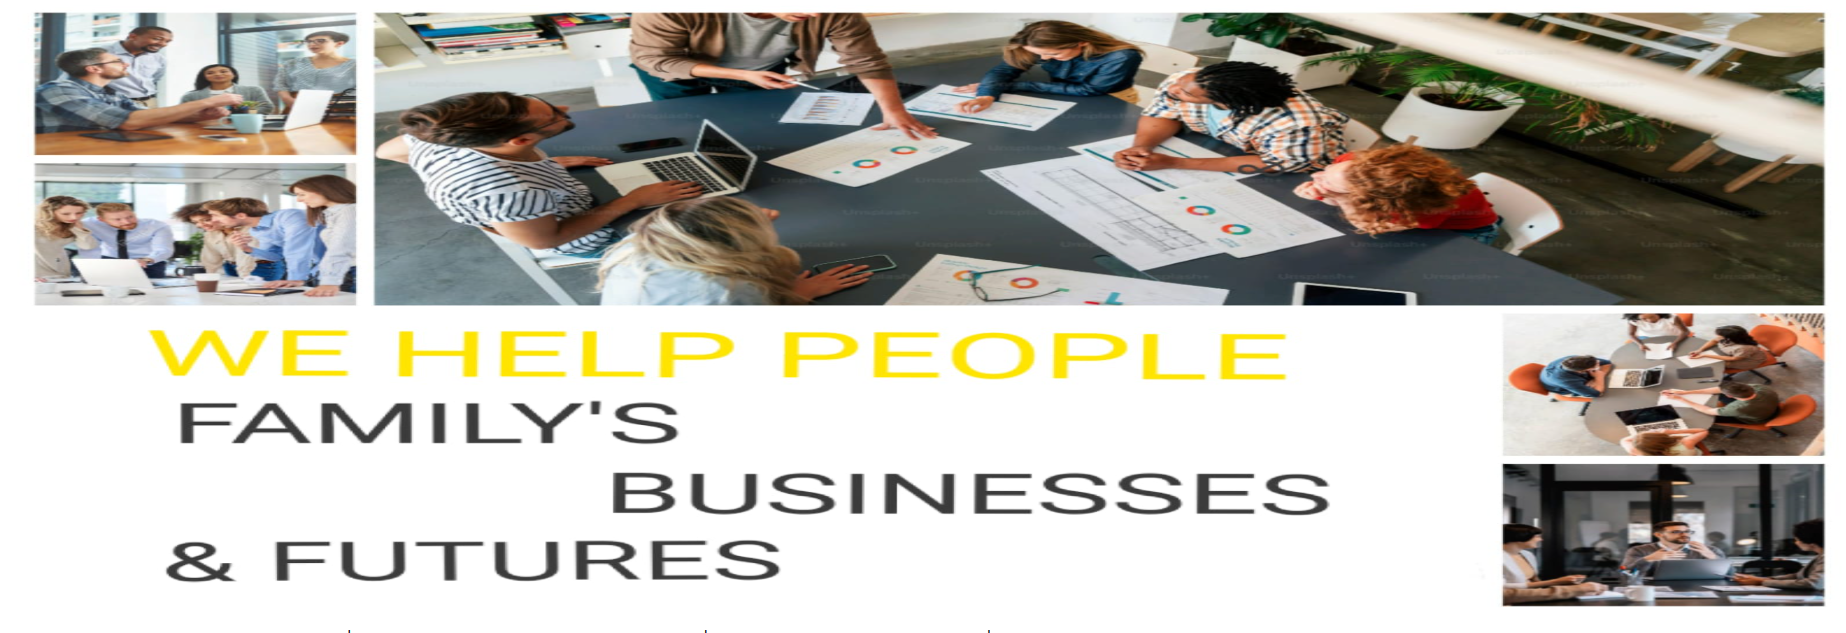 WE HELP PEOPLE
FAMILY'S
BUSINESSES
& FUTURES